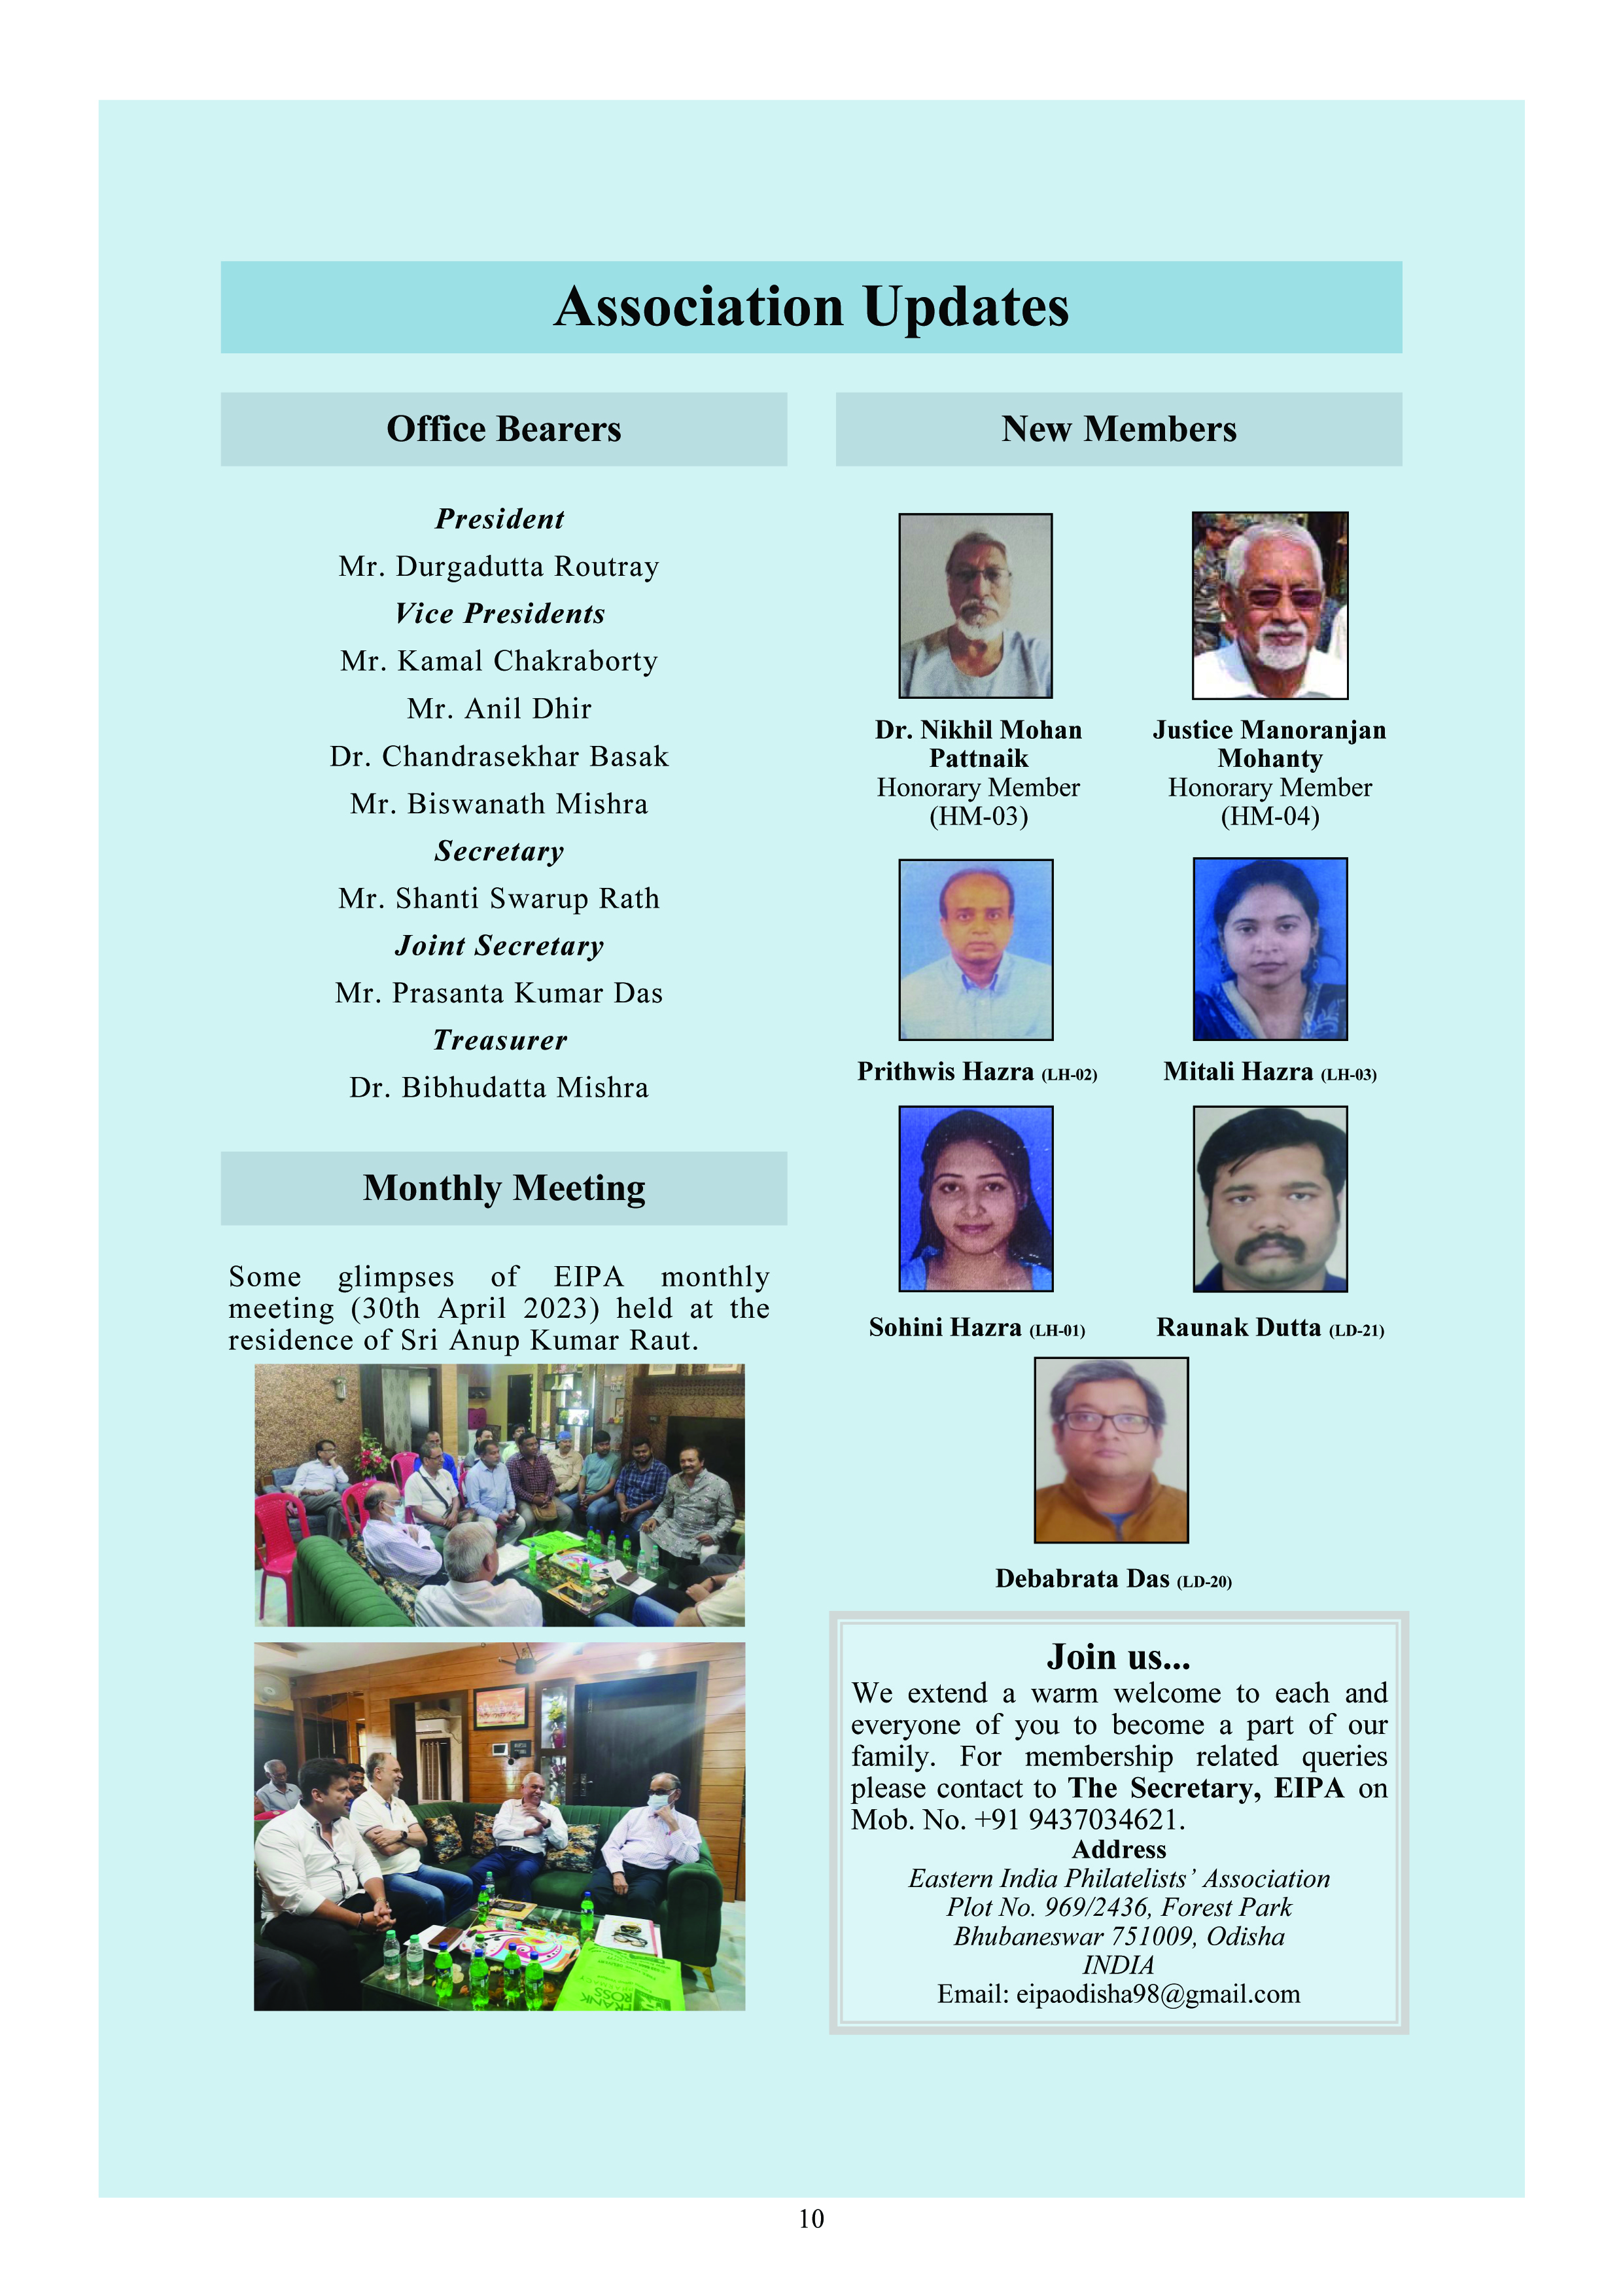 Association Updates
Office Bearers
President
Mr. Durgadutta Routray
Vice Presidents
Mr. Kamal Chakraborty
Mr. Anil Dhir
Dr. Chandrasekhar Basak
Mr. Biswanath Mishra
Secretary
Mr. Shanti Swarup Rath
Joint Secretary
Mr. Prasanta Kumar Das
Treasurer
Dr. Bibhudatta Mishra
Monthly Meeting
Some glimpses of EIPA monthly
meeting (30th April 2023) held at the
residence of Sri Anup Kumar Raut.
FRANK
ROSS
New Members
Dr. Nikhil Mohan
Pattnaik
Honorary Member
(HM-03)
Justice Manoranjan
Mohanty
Honorary Member
(HM-04)
Prithwis Hazra (LH-02)
Mitali Hazra (LH-03)
Sohini Hazra (LH-01)
Raunak Dutta (LD-21)
Debabrata Das (LD-20)
Join us...
We extend a warm welcome to each and
everyone of you to become a part of our
family. For membership related queries
please contact to The Secretary, EIPA on
Mob. No. +91 9437034621.
Address
Eastern India Philatelists’ Association
Plot No. 969/2436, Forest Park
Bhubaneswar 751009, Odisha
INDIA
Email: eipaodisha98@gmail.com
10